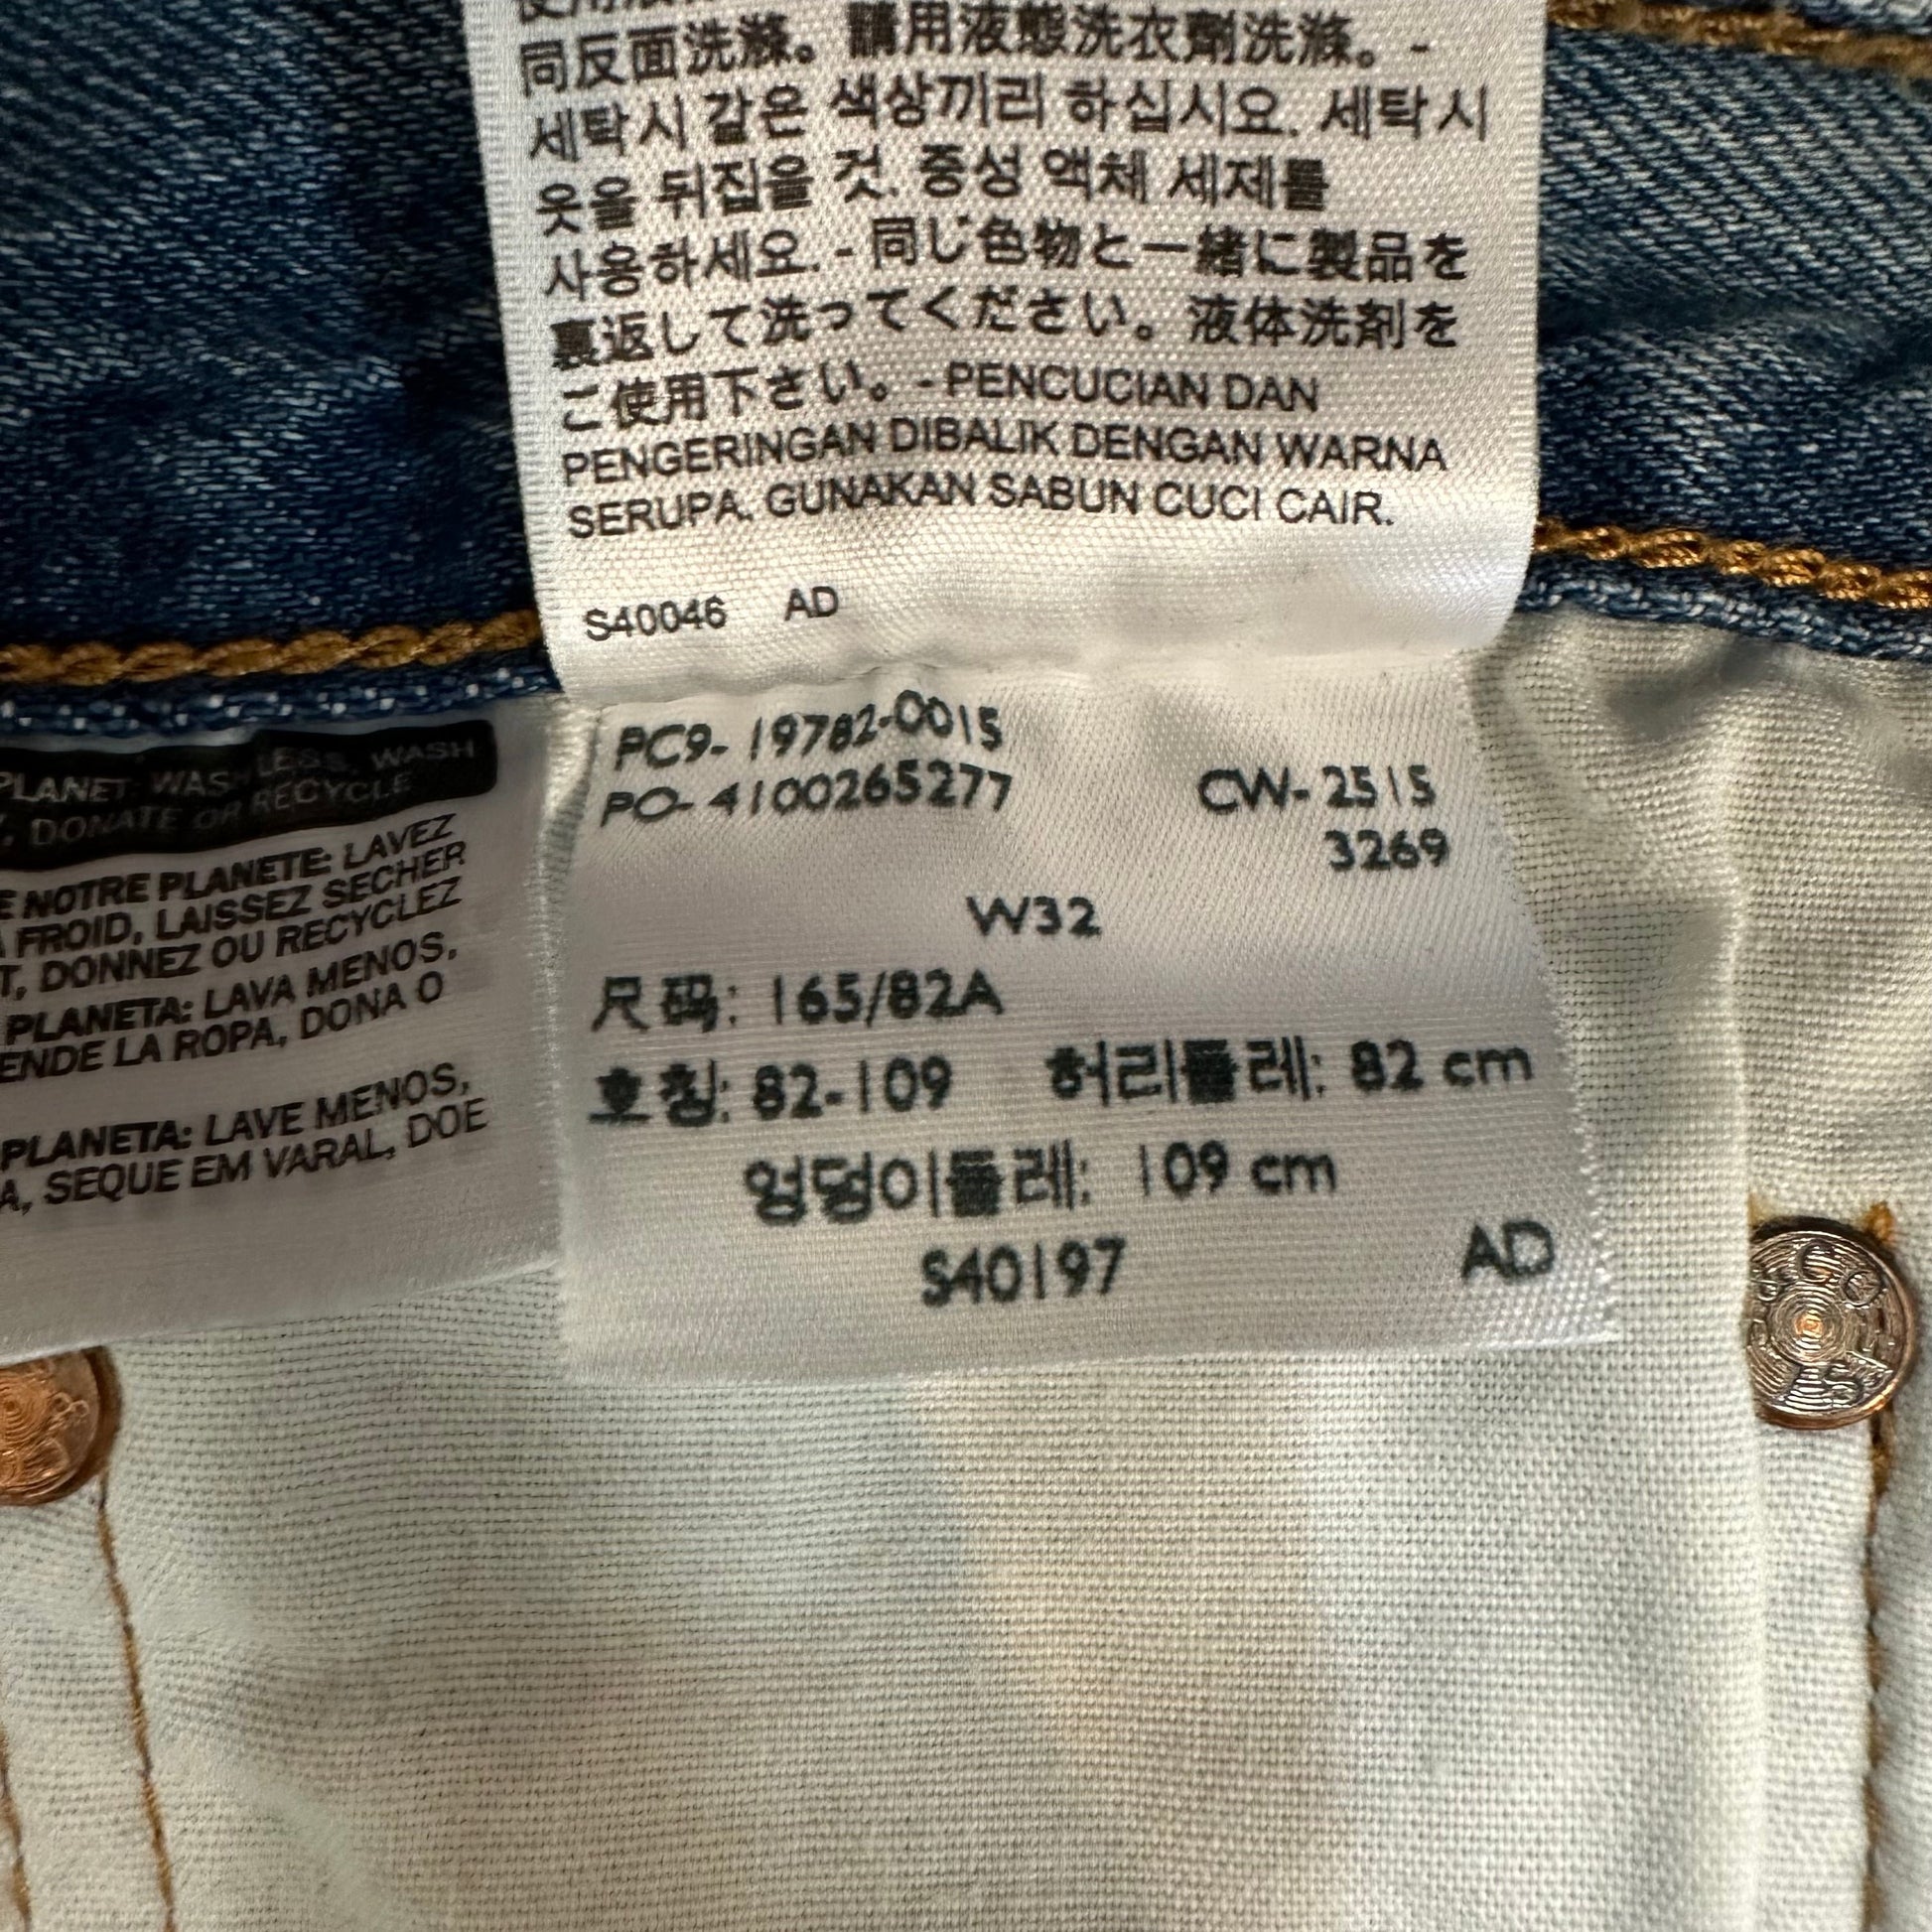 同反面洗滌。請用液態洗衣劑洗滌。-
세탁시 같은 색상끼리 하십시요. 세탁시
옷을 뒤집을 것. 중성 액체 세제를
사용하세요. - 同じ色物と一緒に製品を
裏返して洗ってください。液体洗剤を
ご使用下さい。- PENCUCIAN DAN
PENGERINGAN DIBALIK DENGAN WARNA
SERUPA. GUNAKAN SABUN CUCI CAIR.
S40046 AD
PLANET: WASH LESS, WASH
, DONATE OR RECYCLE
E NOTRE PLANETE: LAVEZ
À FROID, LAISSEZ SECHER
T, DONNEZ OU RECYCLEZ
PLANETA: LAVA MENOS,
ENDE LA ROPA, DONA O
PLANETA: LAVE MENOS,
A, SEQUE EM VARAL, DOE
PC9- 19782-0015
PO- 4100265277 CW- 2515
3269
W32
尺码: 165/82A
호칭: 82-109 허리둘레: 82 cm
엉덩이둘레: 109 cm
S40197 AD